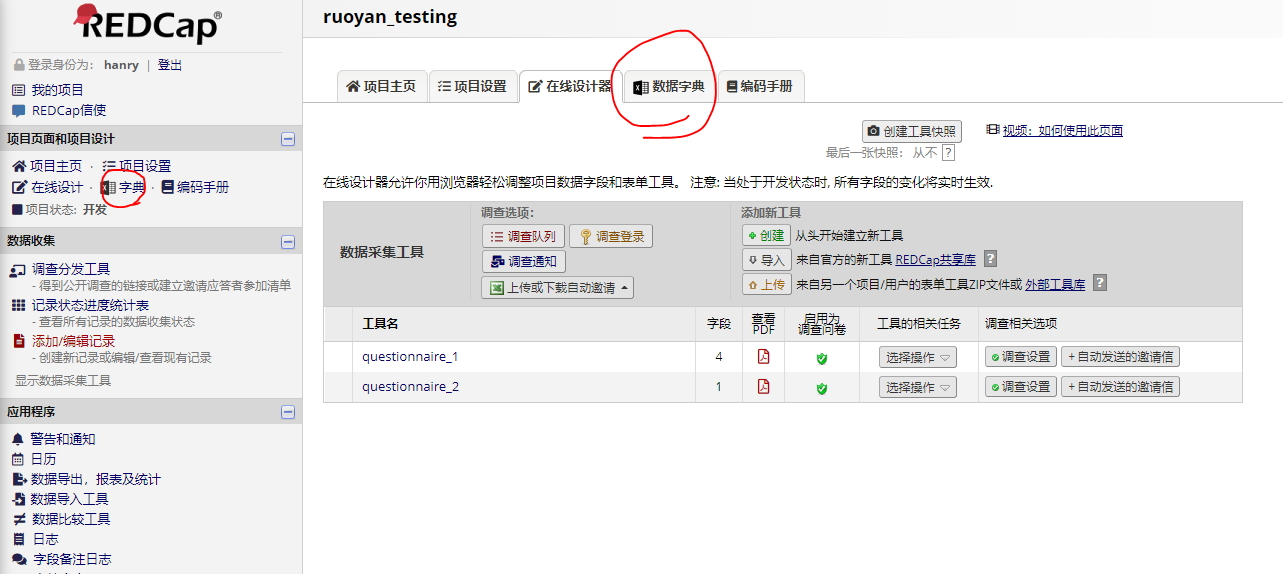 REDCap®
登录身份为： hanry | 登出
我的项目
REDCap信使
项目页面和项目设计
项目主页 · 项目设置
在线设计 · 字典 · 编码手册
项目状态: 开发
数据收集
调查分发工具
- 得到公开调查的链接或建立邀请应答者参加清单
记录状态进度统计表
- 查看所有记录的数据收集状态
添加/编辑记录
- 创建新记录或编辑/查看现有记录
显示数据采集工具
应用程序
警告和通知
日历
数据导出，报表及统计
数据导入工具
数据比较工具
日志
字段备注日志
ruoyan_testing
项目主页 项目设置 在线设计器 数据字典 编码手册
创建工具快照 视频：如何使用此页面
最后一张快照： 从不 ?
在线设计器允许你用浏览器轻松调整项目数据字段和表单工具。 注意: 当处于开发状态时, 所有字段的变化将实时生效.
数据采集工具
调查选项:
调查队列 调查登录
调查通知
上传或下载自动邀请
添加新工具
创建 从头开始建立新工具
导入 来自官方的新工具 REDCap共享库 ?
上传 来自另一个项目/用户的表单工具ZIP文件或 外部工具库 ?
工具名 字段 查看PDF 启用为调查问卷 工具的相关任务 调查相关选项
questionnaire_1 4 选择操作 调查设置 +自动发送的邀请信
questionnaire_2 1 选择操作 调查设置 +自动发送的邀请信